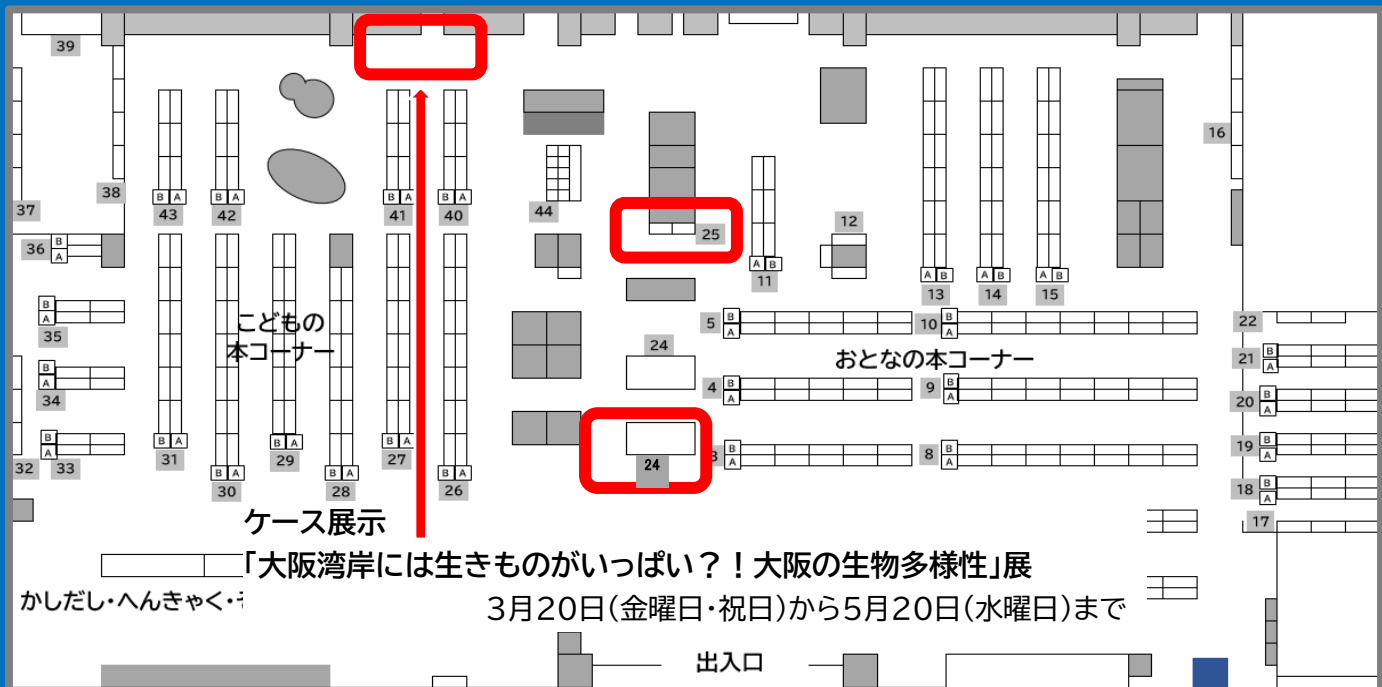 39
16
38
37
B A
43
B A
42
B A
41
B A
40
44
25
12
A B
11
36
B
A
A B
13
A B
14
A B
15
B
A
35
こどもの
本コーナー
5
B
A
10
B
A
22
24
おとなの本コーナー
21
B
A
B
A
34
4
B
A
9
B
A
20
B
A
32
B
A
33
B A
31
B A
30
B A
29
B A
28
B A
27
B A
26
24
B
A
8
B
A
19
B
A
18
B
A
17
ケース展示
「大阪湾岸には生きものがいっぱい？！大阪の生物多様性」展
3月20日(金曜日・祝日)から5月20日(水曜日)まで
かしだし・へんきゃく・
出入口